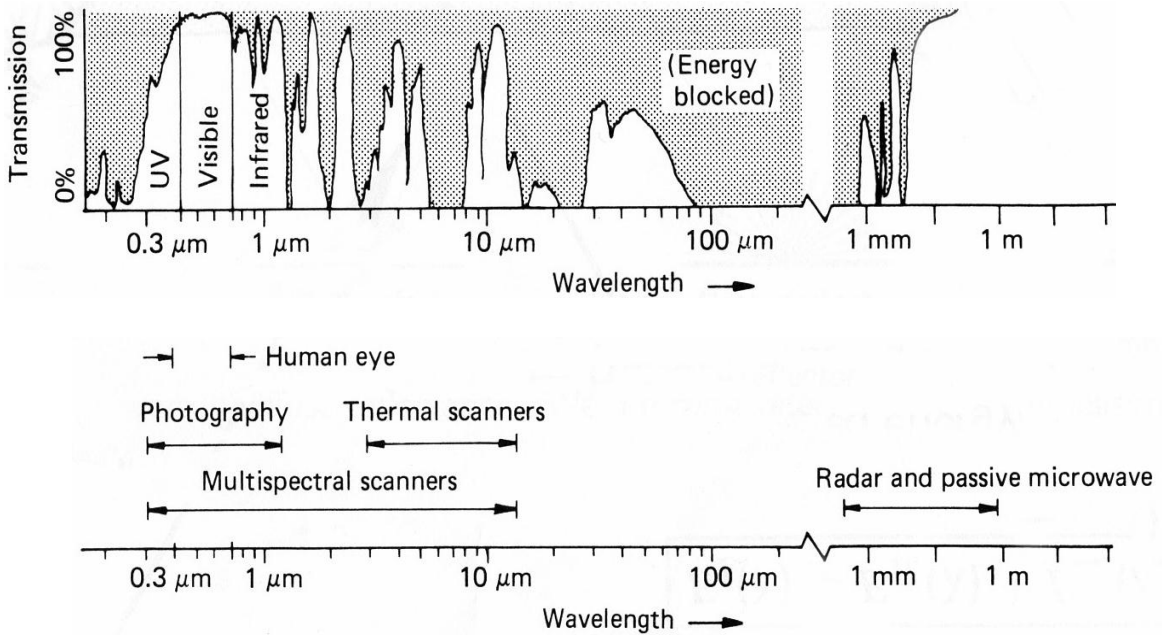 Transmission
100%
0%
UV
Visible
Infrared
(Energy
blocked)
0.3 μm
1 μm
10 μm
100 μm
1 mm
1 m
Wavelength
Human eye
Photography
Thermal scanners
Multispectral scanners
Radar and passive microwave
0.3 μm
1 μm
10 μm
100 μm
1 mm
1 m
Wavelength